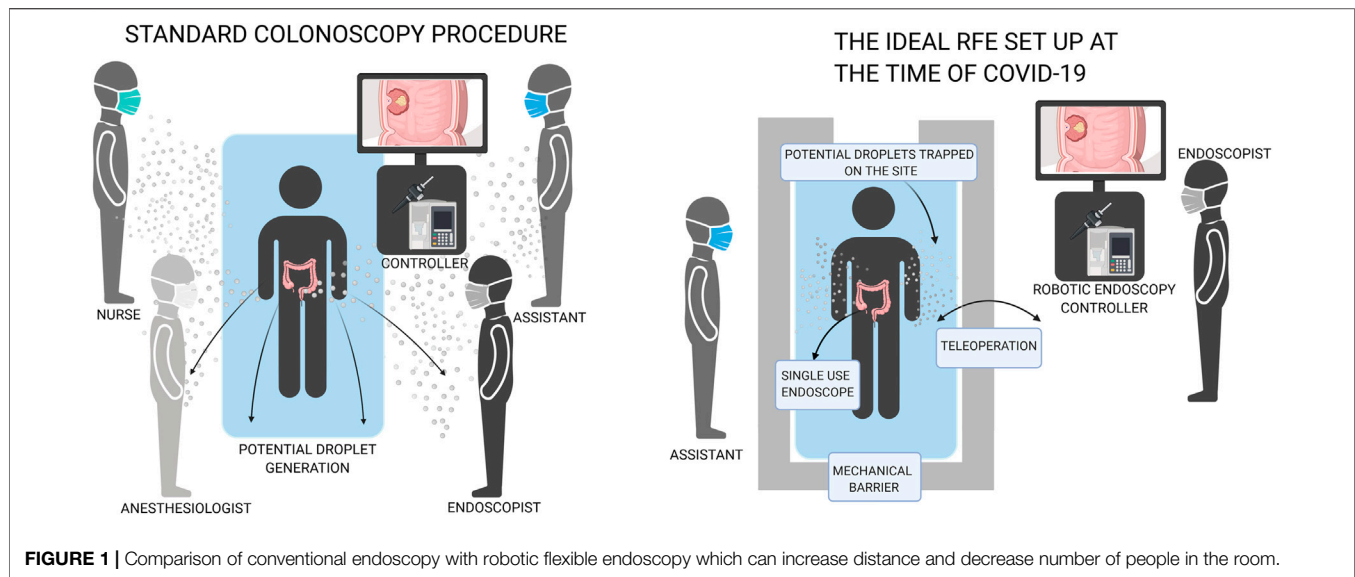 STANDARD COLONOSCOPY PROCEDURE
NURSE
CONTROLLER
ASSISTANT
POTENTIAL DROPLET
GENERATION
ANESTHESIOLOGIST
ENDOSCOPIST
THE IDEAL RFE SET UP AT
THE TIME OF COVID-19
POTENTIAL DROPLETS TRAPPED
ON THE SITE
ENDOSCOPIST
ROBOTIC ENDOSCOPY
CONTROLLER
TELEOPERATION
SINGLE USE
ENDOSCOPE
ASSISTANT
MECHANICAL
BARRIER
FIGURE 1 | Comparison of conventional endoscopy with robotic flexible endoscopy which can increase distance and decrease number of people in the room.